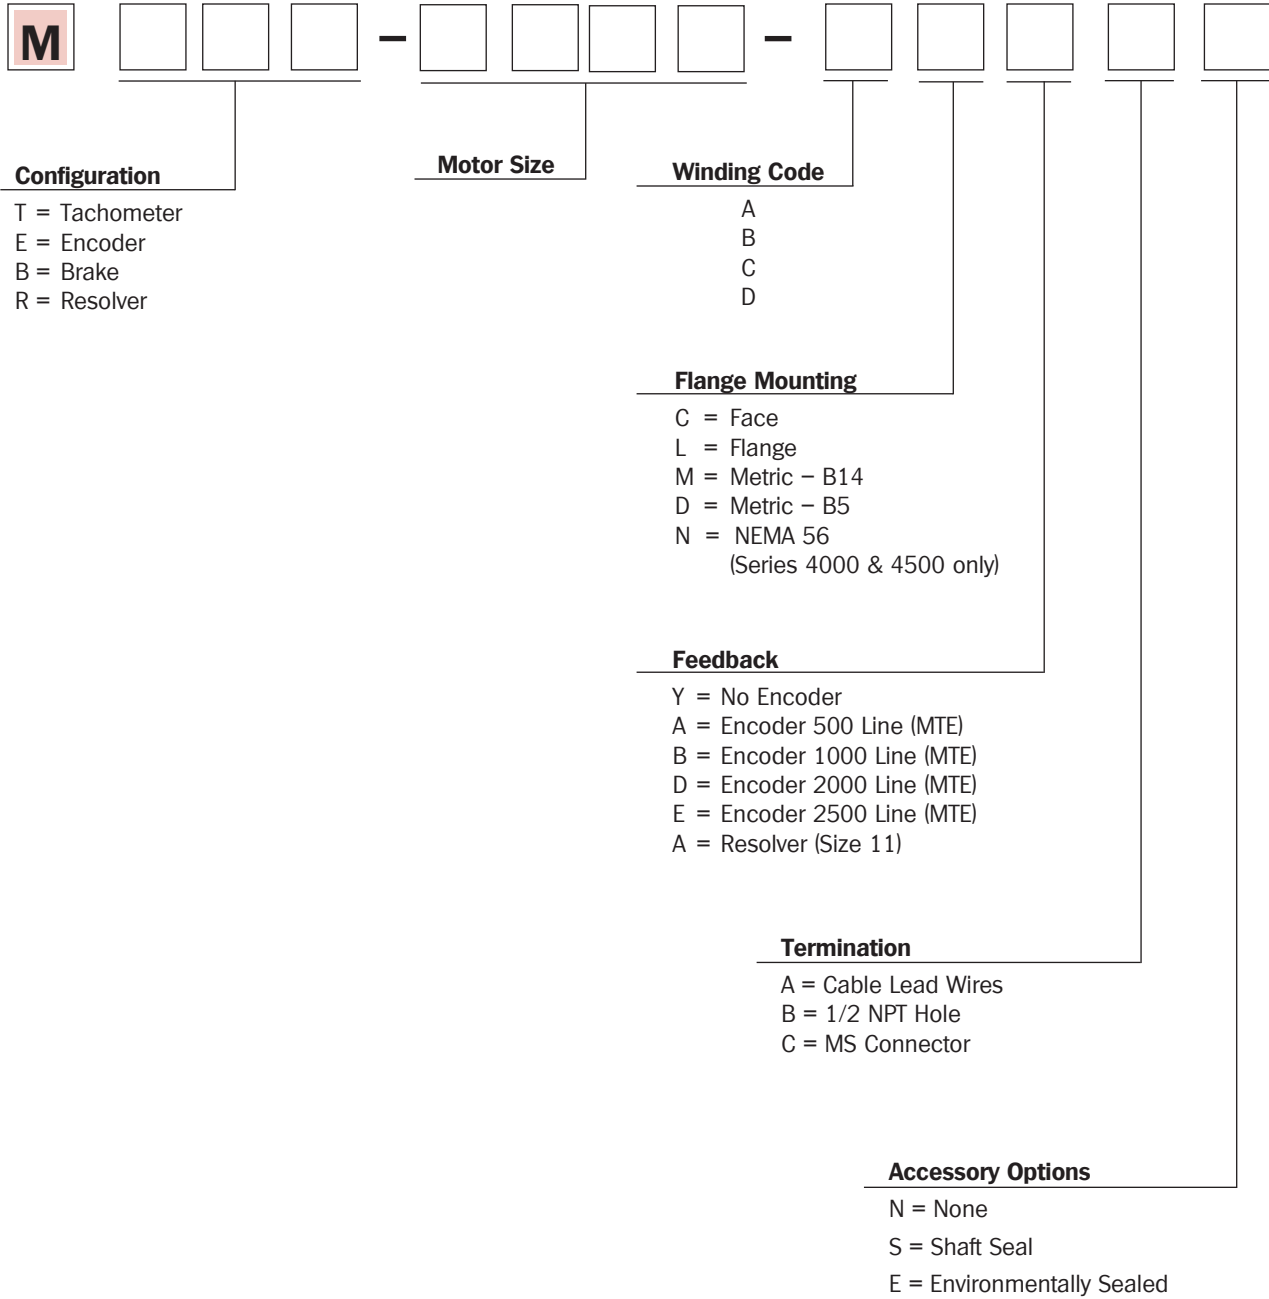 M – –
Configuration
T = Tachometer
E = Encoder
B = Brake
R = Resolver
Motor Size
Winding Code
A
B
C
D
Flange Mounting
C = Face
L = Flange
M = Metric – B14
D = Metric – B5
N = NEMA 56
(Series 4000 & 4500 only)
Feedback
Y = No Encoder
A = Encoder 500 Line (MTE)
B = Encoder 1000 Line (MTE)
D = Encoder 2000 Line (MTE)
E = Encoder 2500 Line (MTE)
A = Resolver (Size 11)
Termination
A = Cable Lead Wires
B = 1/2 NPT Hole
C = MS Connector
Accessory Options
N = None
S = Shaft Seal
E = Environmentally Sealed